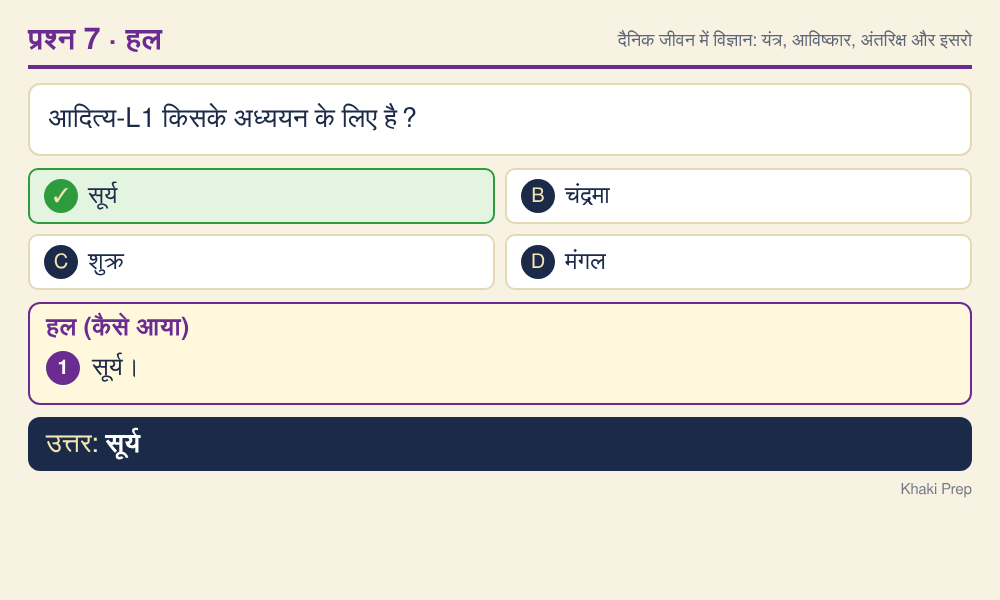 प्रश्न 7 · हल
दैनिक जीवन में विज्ञान: यंत्र, आविष्कार, अंतरिक्ष और इसरो
आदित्य-L1 किसके अध्ययन के लिए है ?
✓ सूर्य
B चंद्रमा
C शुक्र
D मंगल
हल (कैसे आया)
1 सूर्य।
उत्तर: सूर्य
Khaki Prep